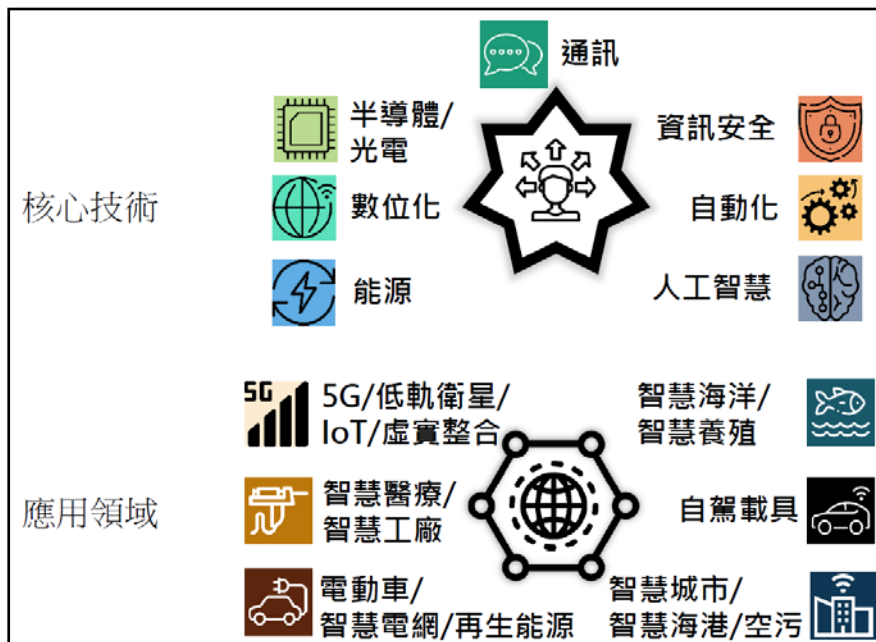 通訊
半導體/
光電
資訊安全
核心技術
數位化
自動化
能源
人工智慧
5G
5G/低軌衛星/
IoT/虛實整合
智慧海洋/
智慧養殖
應用領域
智慧醫療/
智慧工廠
自駕載具
電動車/
智慧電網/再生能源
智慧城市/
智慧海港/空污